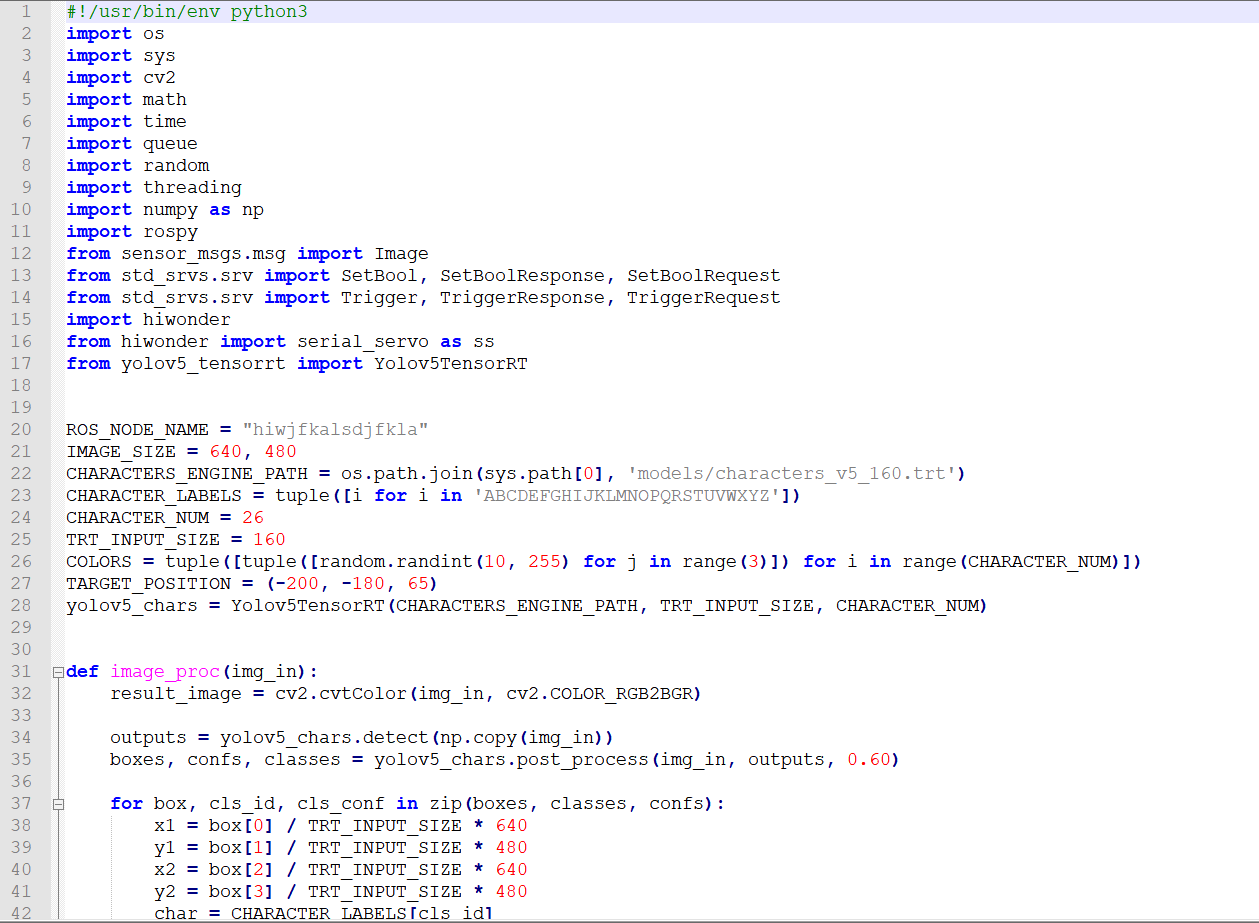 1 #!/usr/bin/env python3
2 import os
3 import sys
4 import cv2
5 import math
6 import time
7 import queue
8 import random
9 import threading
10 import numpy as np
11 import rospy
12 from sensor_msgs.msg import Image
13 from std_srvs.srv import SetBool, SetBoolResponse, SetBoolRequest
14 from std_srvs.srv import Trigger, TriggerResponse, TriggerRequest
15 import hiwonder
16 from hiwonder import serial_servo as ss
17 from yolov5_tensorrt import Yolov5TensorRT
18
19
20 ROS_NODE_NAME = "hiwjfkalsdjfkla"
21 IMAGE_SIZE = 640, 480
22 CHARACTERS_ENGINE_PATH = os.path.join(sys.path[0], 'models/characters_v5_160.trt')
23 CHARACTER_LABELS = tuple([i for i in 'ABCDEFGHIJKLMNOPQRSTUVWXYZ'])
24 CHARACTER_NUM = 26
25 TRT_INPUT_SIZE = 160
26 COLORS = tuple([tuple([random.randint(10, 255) for j in range(3)]) for i in range(CHARACTER_NUM)])
27 TARGET_POSITION = (-200, -180, 65)
28 yolov5_chars = Yolov5TensorRT(CHARACTERS_ENGINE_PATH, TRT_INPUT_SIZE, CHARACTER_NUM)
29
30
31 def image_proc(img_in):
32     result_image = cv2.cvtColor(img_in, cv2.COLOR_RGB2BGR)
33
34     outputs = yolov5_chars.detect(np.copy(img_in))
35     boxes, confs, classes = yolov5_chars.post_process(img_in, outputs, 0.60)
36
37     for box, cls_id, cls_conf in zip(boxes, classes, confs):
38         x1 = box[0] / TRT_INPUT_SIZE * 640
39         y1 = box[1] / TRT_INPUT_SIZE * 480
40         x2 = box[2] / TRT_INPUT_SIZE * 640
41         y2 = box[3] / TRT_INPUT_SIZE * 480
42         char = CHARACTER_LABELS[cls_id]